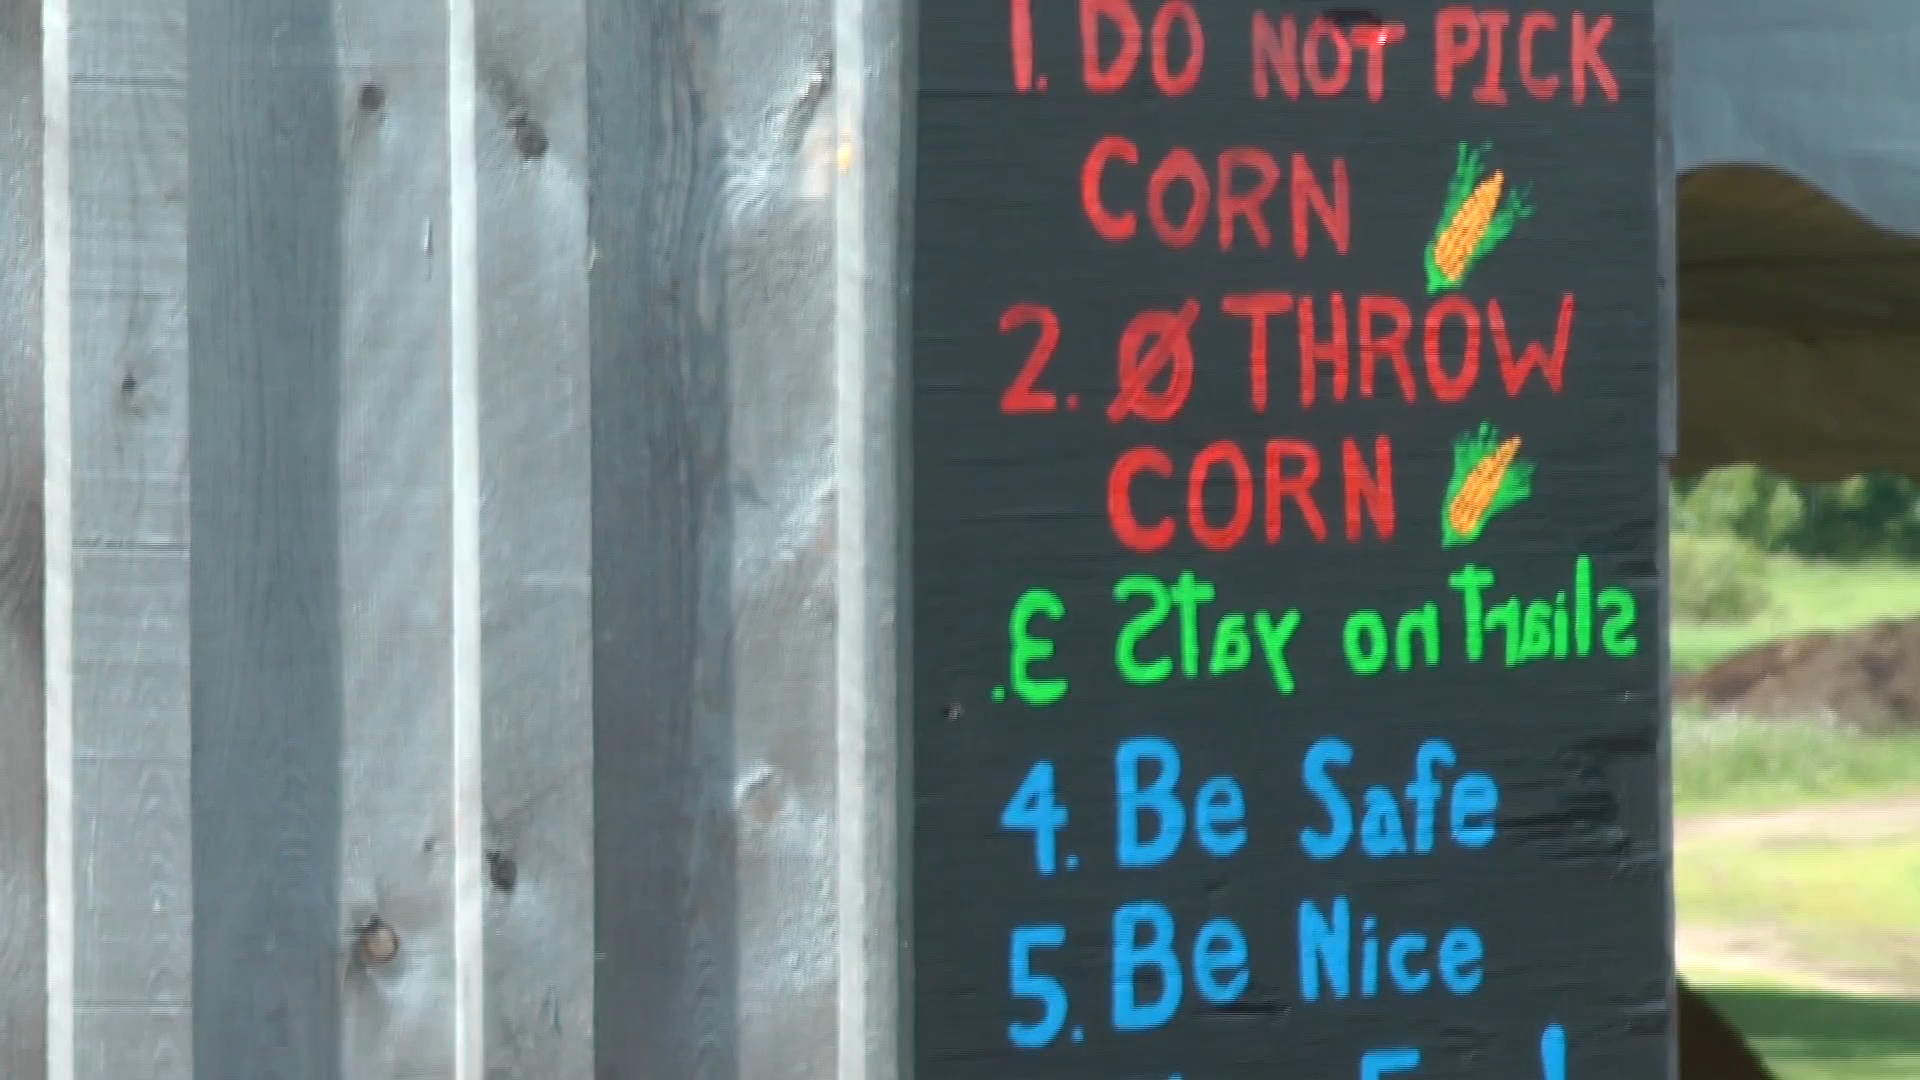 1. DO NOT PICK
CORN
2. Ø THROW
CORN
3. Stay on Trails
4. Be Safe
5. Be Nice